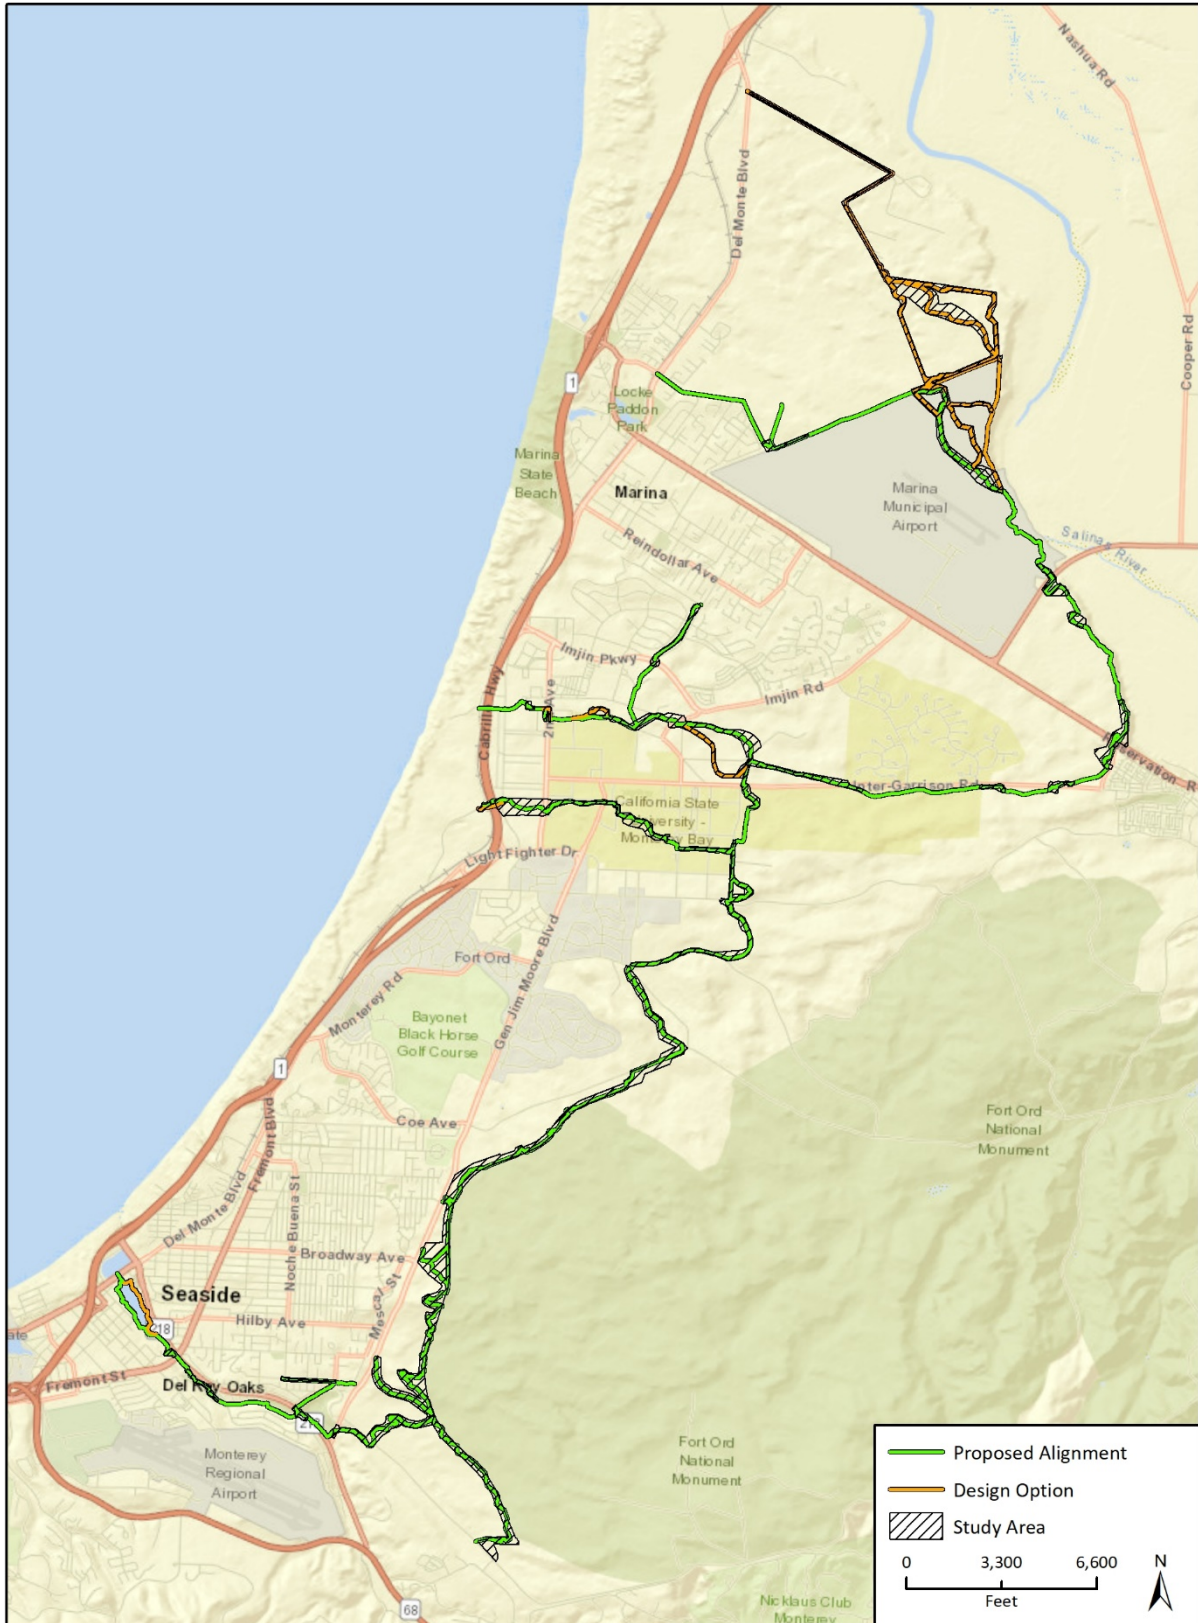 Nashua Rd
Del Monte Blvd
Cooper Rd
1
Locke
Paddon
Park
Marina
State
Beach
Marina
Marina
Municipal
Airport
Reindollar Ave
Salinas
River
Imjin Pkwy
Imjin Rd
Cabrillo Hwy
2nd Ave
Inter-Garrison Rd
California State
University -
Monterey Bay
Light Fighter Dr
Gen Jim Moore Blvd
Fort Ord
Monterey Rd
Bayonet
Black Horse
Golf Course
1
Coe Ave
Fort Ord
National
Monument
Del Monte Blvd
Fremont Blvd
Noche Buena St
Broadway Ave
Mescal St
Seaside
Hilby Ave
218
Fremont St
Del Rey Oaks
Monterey
Regional
Airport
Fort Ord
National
Monument
68
Nicklaus Club
Monterey
Proposed Alignment
Design Option
Study Area
0 3,300 6,600
Feet
N